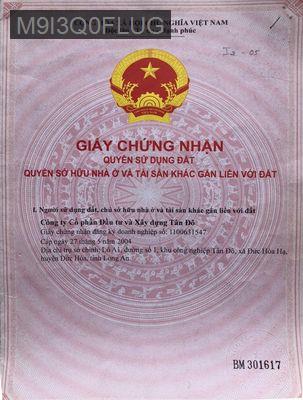 M9I3Q0FLUG
NGHĨA VIỆT NAM
phúc
Ia - 05
GIẤY CHỨNG NHẬN
QUYỀN SỬ DỤNG ĐẤT
QUYỀN SỞ HỮU NHÀ Ở VÀ TÀI SẢN KHÁC GẮN LIỀN VỚI ĐẤT
I. Người sử dụng đất, chủ sở hữu nhà ở và tài sản khác gắn liền với đất
Công ty Cổ phần Đầu tư và Xây dựng Tân Đô
Giấy chứng nhận đăng ký doanh nghiệp số: 1100631547
Cấp ngày 27 tháng 5 năm 2004
Địa chỉ trụ sở chính: Lô A1, đường số 1, khu công nghiệp Tân Đô, xã Đức Hòa Hạ,
huyện Đức Hòa, tỉnh Long An.
BM 301617